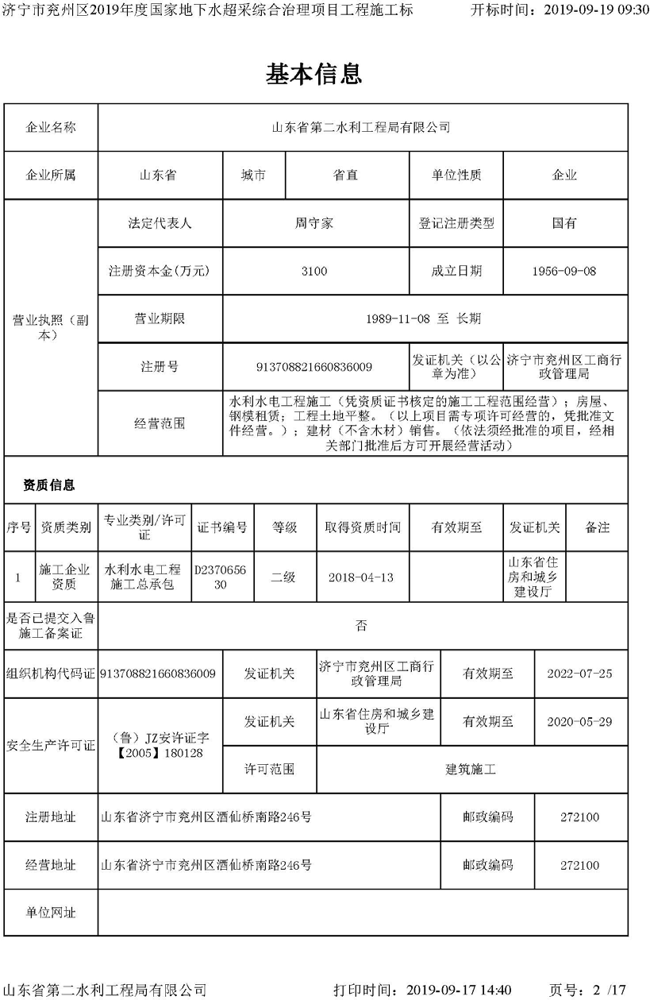 济宁市兖州区2019年度国家地下水超采综合治理项目工程施工标 开标时间：2019-09-19 09:30
基本信息
企业名称 山东省第二水利工程局有限公司
企业所属 山东省 城市 省直 单位性质 企业
营业执照（副
本）
法定代表人 周守家 登记注册类型 国有
注册资本金(万元) 3100 成立日期 1956-09-08
营业期限 1989-11-08 至 长期
注册号 913708821660836009
发证机关（以公
章为准）
济宁市兖州区工商行
政管理局
经营范围
水利水电工程施工（凭资质证书核定的施工工程范围经营）；房屋、
钢模租赁；工程土地平整。（以上项目需专项许可经营的，凭批准文
件经营。）；建材（不含木材）销售。（依法须经批准的项目，经相
关部门批准后方可开展经营活动）
资质信息
序号 资质类别
专业类别/许可
证
证书编号 等级 取得资质时间 有效期至 发证机关 备注
1
施工企业
资质
水利水电工程
施工总承包
D2370656
30
二级 2018-04-13
山东省住
房和城乡
建设厅
是否已提交入鲁
施工备案证
否
组织机构代码证 913708821660836009 发证机关
济宁市兖州区工商行
政管理局
有效期至 2022-07-25
安全生产许可证
（鲁）JZ安许证字
【2005】180128
发证机关
山东省住房和城乡建
设厅
有效期至 2020-05-29
许可范围 建筑施工
注册地址 山东省济宁市兖州区酒仙桥南路246号 邮政编码 272100
经营地址 山东省济宁市兖州区酒仙桥南路246号 邮政编码 272100
单位网址
山东省第二水利工程局有限公司 打印时间：2019-09-17 14:40 页号：2 /17